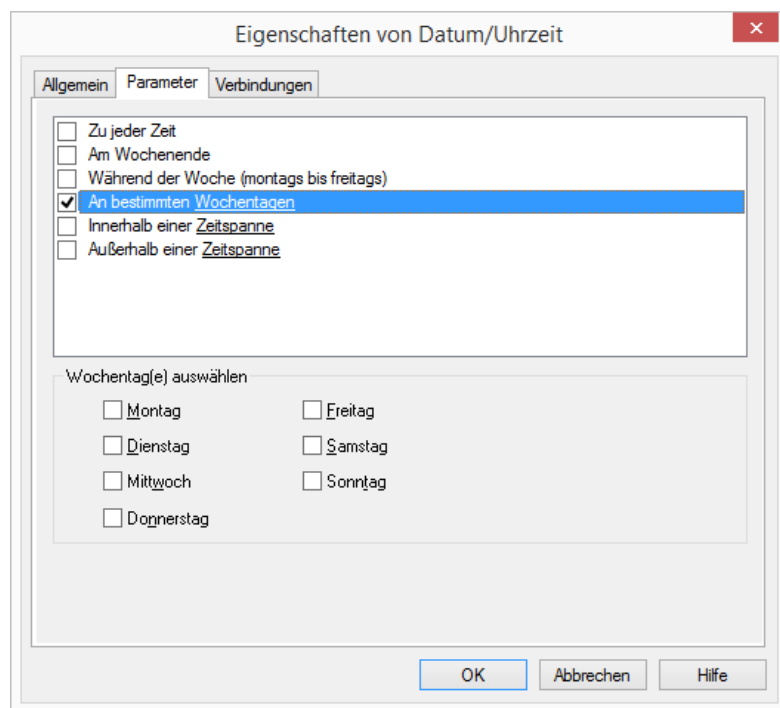 Eigenschaften von Datum/Uhrzeit
Allgemein Parameter Verbindungen
Zu jeder Zeit
Am Wochenende
Während der Woche (montags bis freitags)
An bestimmten Wochentagen
Innerhalb einer Zeitspanne
Außerhalb einer Zeitspanne
Wochentag(e) auswählen
Montag Freitag
Dienstag Samstag
Mittwoch Sonntag
Donnerstag
OK Abbrechen Hilfe